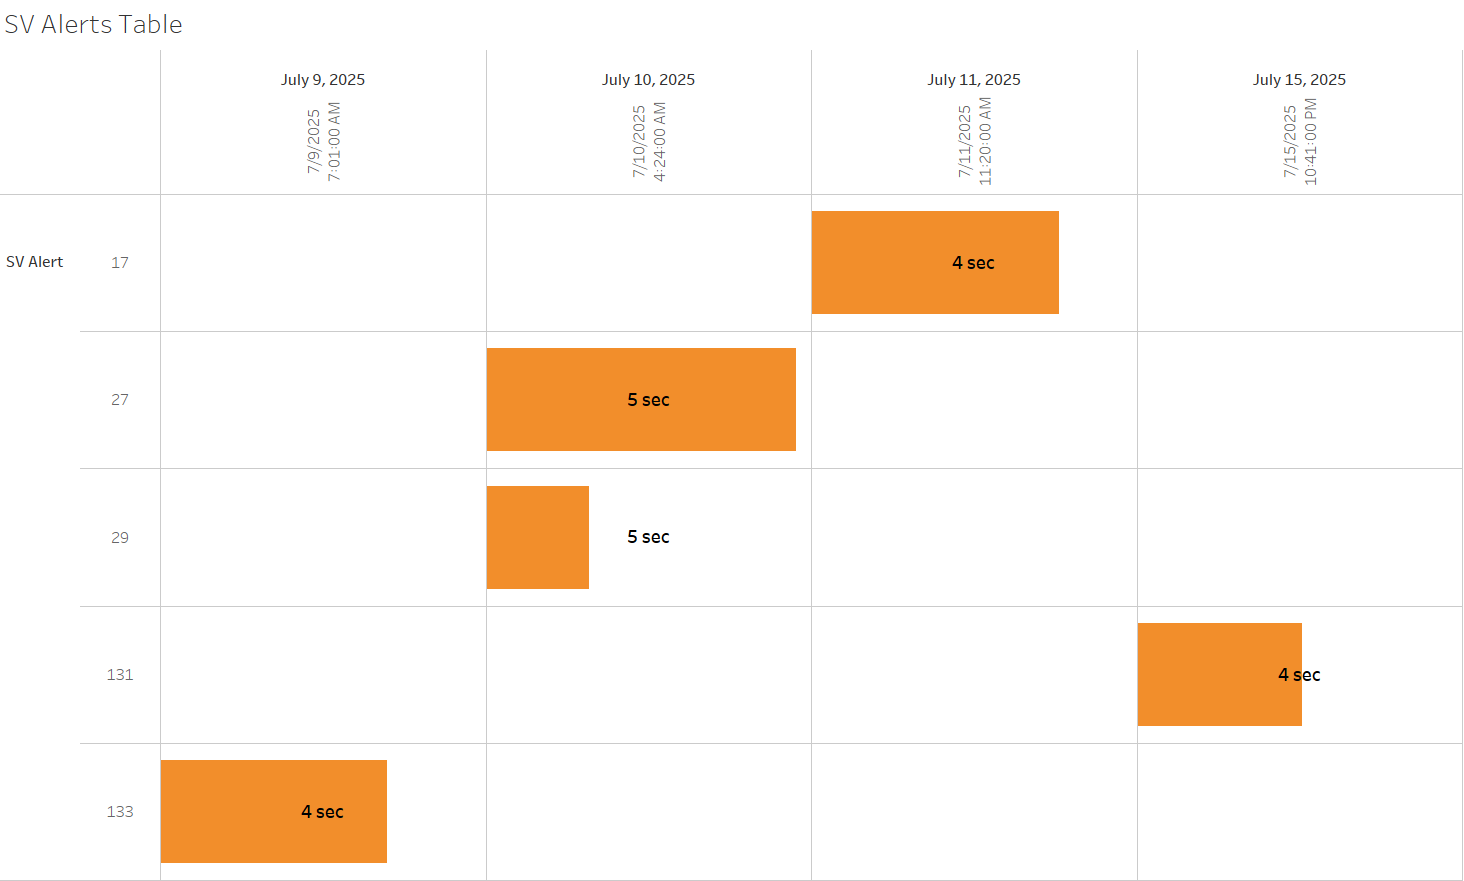 SV Alerts Table
July 9, 2025
July 10, 2025
July 11, 2025
July 15, 2025
7/9/2025
7:01:00 AM
7/10/2025
4:24:00 AM
7/11/2025
11:20:00 AM
7/15/2025
10:41:00 PM
SV Alert
17
4 sec
27
5 sec
29
5 sec
131
4 sec
133
4 sec